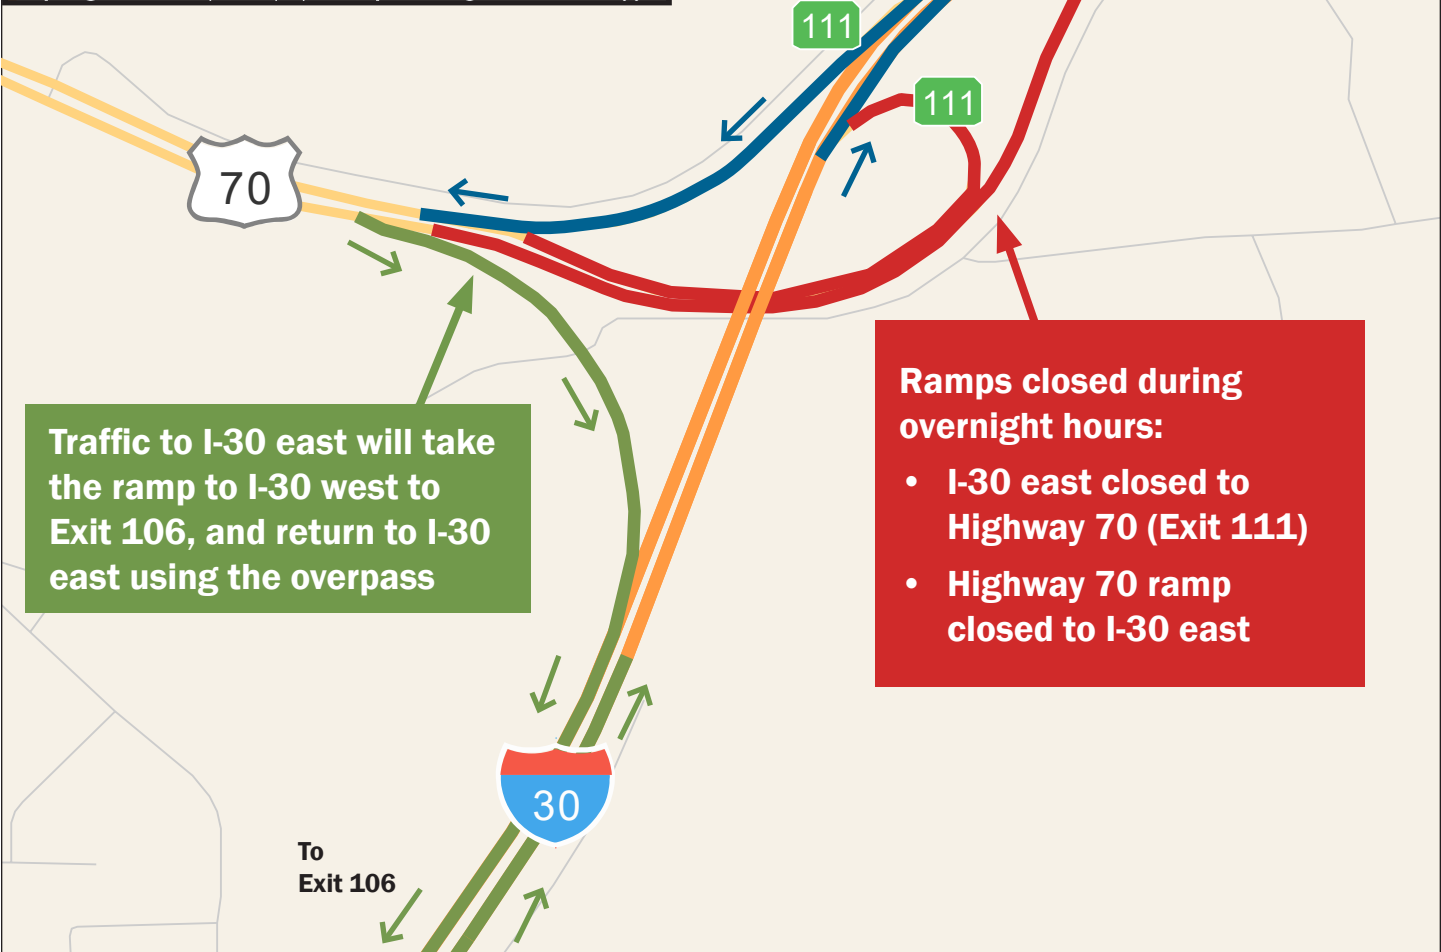 111
111
70
Traffic to I-30 east will take
the ramp to I-30 west to
Exit 106, and return to I-30
east using the overpass
Ramps closed during
overnight hours:
• I-30 east closed to
Highway 70 (Exit 111)
• Highway 70 ramp
closed to I-30 east
30
To
Exit 106